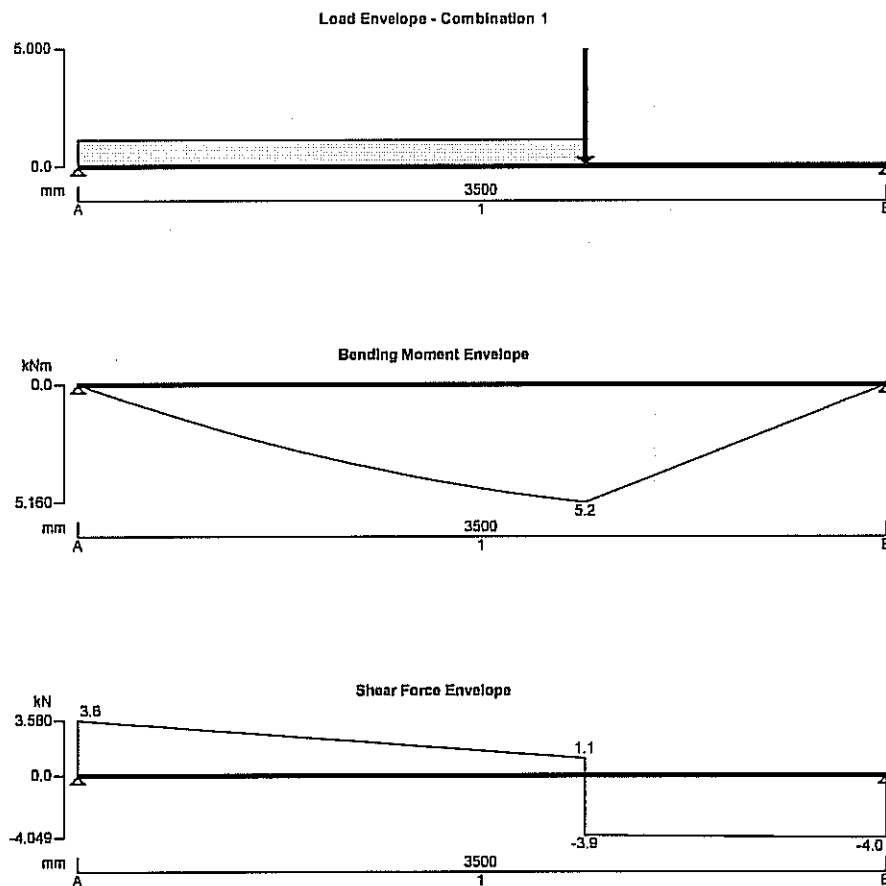 Load Envelope - Combination 1
5.000
0.0
mm
3500
A
1
B
Bending Moment Envelope
kNm
0.0
5.160
5.2
mm
3500
A
1
B
Shear Force Envelope
kN
3.580
3.6
1.1
0.0
-4.049
-3.9
-4.0
mm
3500
A
1
B